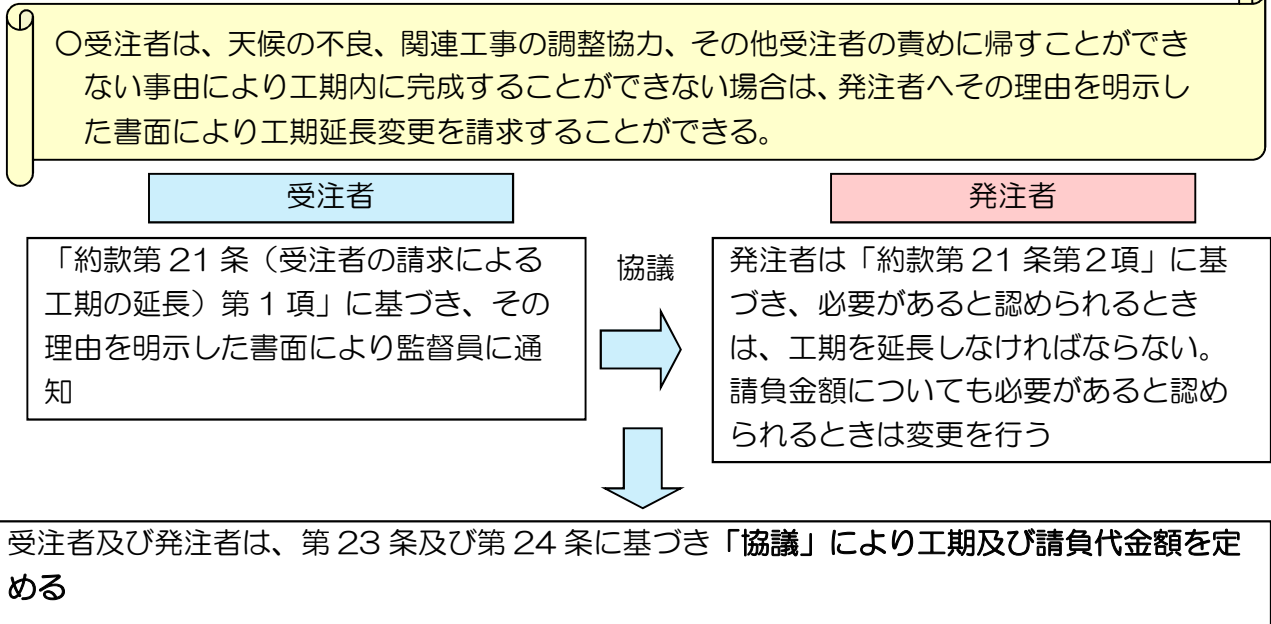 〇受注者は、天候の不良、関連工事の調整協力、その他受注者の責めに帰すことができ
ない事由により工期内に完成することができない場合は、発注者へその理由を明示し
た書面により工期延長変更を請求することができる。
受注者
発注者
「約款第21条（受注者の請求による
工期の延長）第1項」に基づき、その
理由を明示した書面により監督員に通
知
協議
発注者は「約款第21条第２項」に基
づき、必要があると認められるとき
は、工期を延長しなければならない。
請負金額についても必要があると認め
られるときは変更を行う
受注者及び発注者は、第23条及び第24条に基づき「協議」により工期及び請負代金額を定
める